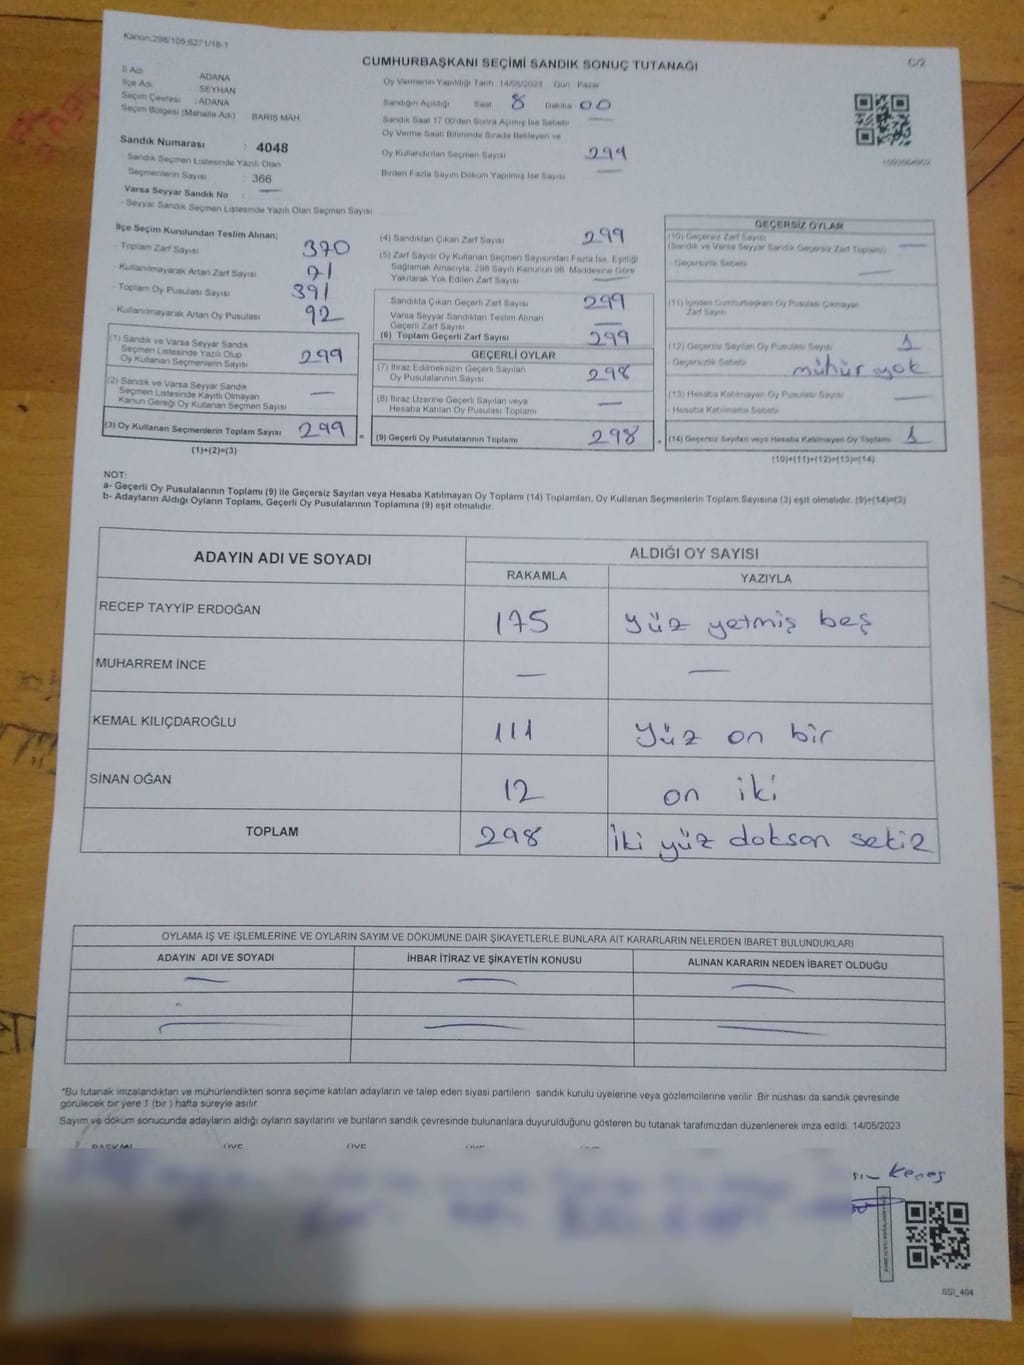 Kanun:298/105 6271/18-1
CUMHURBAŞKANI SEÇİMİ SANDIK SONUÇ TUTANAĞI
C/2
İl Adı ADANA
İlçe Adı SEYHAN
Seçim Çevresi : ADANA
Seçim Bölgesi (Mahalle Adı) BARIŞ MAH.
Sandık Numarası : 4048
Sandık Seçmen Listesinde Yazılı Olan
Seçmenlerin Sayısı : 366
Varsa Seyyar Sandık No : —
Seyyar Sandık Seçmen Listesinde Yazılı Olan Seçmen Sayısı
Oy Vermenin Yapıldığı Tarih 14/05/2023 Gün Pazar
Sandığın Açıldığı Saat 8 Dakika 00
Sandık Saat 17.00'den Sonra Açılmış İse Sebebi —
Oy Verme Saati Bitiminde Sırada Bekleyen ve
Oy Kullandırılan Seçmen Sayısı 299
Birden Fazla Sayım Döküm Yapılmış İse Sayısı —
İlçe Seçim Kurulundan Teslim Alınan;
- Toplam Zarf Sayısı 370
- Kullanılmayarak Artan Zarf Sayısı 71
- Toplam Oy Pusulası Sayısı 391
- Kullanılmayarak Artan Oy Pusulası 92
(1) Sandık ve Varsa Seyyar Sandık
Seçmen Listesinde Yazılı Olup
Oy Kullanan Seçmenlerin Sayısı 299
(2) Sandık ve Varsa Seyyar Sandık
Seçmen Listesinde Kayıtlı Olmayan
Kanun Gereği Oy Kullanan Seçmen Sayısı —
(3) Oy Kullanan Seçmenlerin Toplam Sayısı 299
(1)+(2)=(3)
(4) Sandıktan Çıkan Zarf Sayısı 299
(5) Zarf Sayısı Oy Kullanan Seçmen Sayısından Fazla İse, Eşitliği
Sağlamak Amacıyla, 298 Sayılı Kanunun 98. Maddesine Göre
Yakılarak Yok Edilen Zarf Sayısı —
Sandıkta Çıkan Geçerli Zarf Sayısı 299
Varsa Seyyar Sandıktan Teslim Alınan
Geçerli Zarf Sayısı —
(6) Toplam Geçerli Zarf Sayısı 299
GEÇERLİ OYLAR
(7) İtiraz Edilmeksizin Geçerli Sayılan
Oy Pusulalarının Sayısı 298
(8) İtiraz Üzerine Geçerli Sayılan veya
Hesaba Katılan Oy Pusulası Toplamı —
= (9) Geçerli Oy Pusulalarının Toplamı 298
GEÇERSİZ OYLAR
(10) Geçersiz Zarf Sayısı
(Sandık ve Varsa Seyyar Sandık Geçersiz Zarf Toplamı) —
- Geçersizlik Sebebi —
(11) İçinden Cumhurbaşkanı Oy Pusulası Çıkmayan
Zarf Sayısı
(12) Geçersiz Sayılan Oy Pusulası Sayısı 1
Geçersizlik Sebebi mühür yok
(13) Hesaba Katılmayan Oy Pusulası Sayısı —
- Hesaba Katılmama Sebebi
+ (14) Geçersiz Sayılan veya Hesaba Katılmayan Oy Toplamı 1
(10)+(11)+(12)+(13)=(14)
NOT:
a- Geçerli Oy Pusulalarının Toplamı (9) ile Geçersiz Sayılan veya Hesaba Katılmayan Oy Toplamı (14) Toplamları, Oy Kullanan Seçmenlerin Toplam Sayısına (3) eşit olmalıdır. (9)+(14)=(3)
b- Adayların Aldığı Oyların Toplamı, Geçerli Oy Pusulalarının Toplamına (9) eşit olmalıdır.
ADAYIN ADI VE SOYADI ALDIĞI OY SAYISI
RAKAMLA YAZIYLA
RECEP TAYYİP ERDOĞAN 175 Yüz yetmiş beş
MUHARREM İNCE — —
KEMAL KILIÇDAROĞLU 111 Yüz on bir
SİNAN OĞAN 12 on iki
TOPLAM 298 İki yüz dokson sekiz
OYLAMA İŞ VE İŞLEMLERİNE VE OYLARIN SAYIM VE DÖKÜMÜNE DAİR ŞİKAYETLERLE BUNLARA AİT KARARLARIN NELERDEN İBARET BULUNDUKLARI
ADAYIN ADI VE SOYADI İHBAR İTİRAZ VE ŞİKAYETİN KONUSU ALINAN KARARIN NEDEN İBARET OLDUĞU
— — —
— — —
*Bu tutanak imzalandıktan ve mühürlendikten sonra seçime katılan adayların ve talep eden siyasi partilerin sandık kurulu üyelerine veya gözlemcilerine verilir. Bir nüshası da sandık çevresinde
görülecek bir yere 1 (bir) hafta süreyle asılır.
Sayım ve döküm sonucunda adayların aldığı oyların sayılarını ve bunların sandık çevresinde bulunanlara duyurulduğunu gösteren bu tutanak tarafımızdan düzenlenerek imza edildi. 14/05/2023
BAŞKAN ÜYE ÜYE
SSI_404